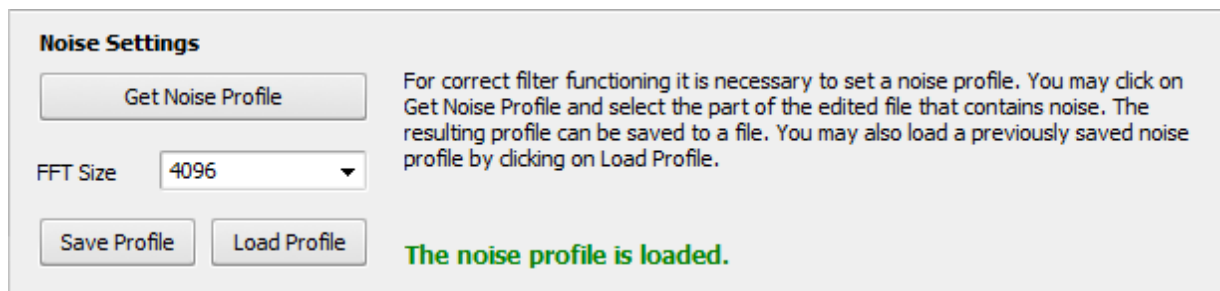 Noise Settings
Get Noise Profile
For correct filter functioning it is necessary to set a noise profile. You may click on
Get Noise Profile and select the part of the edited file that contains noise. The
resulting profile can be saved to a file. You may also load a previously saved noise
profile by clicking on Load Profile.
FFT Size 4096
Save Profile Load Profile
The noise profile is loaded.